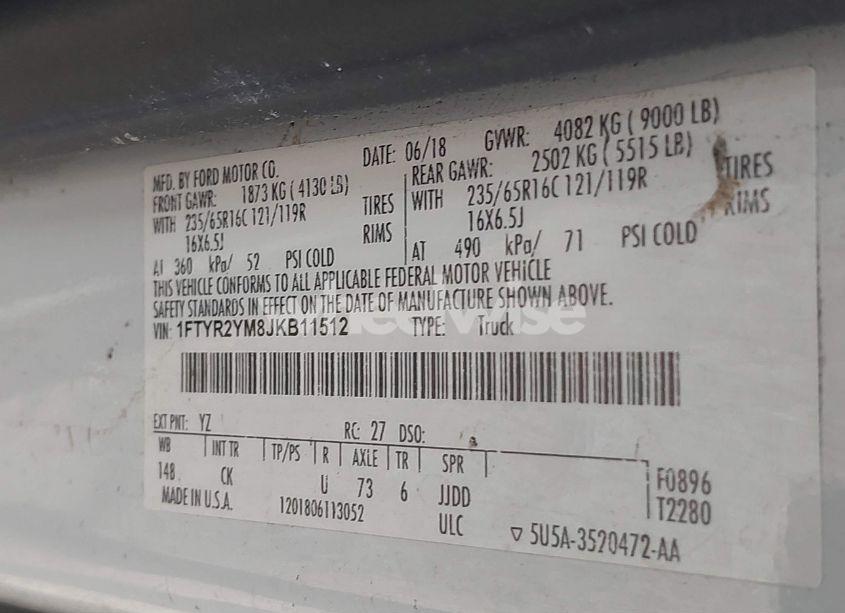 MFD. BY FORD MOTOR CO. DATE: 06/18 GVWR: 4082 KG ( 9000 LB)
FRONT GAWR: 1873 KG ( 4130 LB) REAR GAWR: 2502 KG ( 5515 LB)
WITH 235/65R16C 121/119R TIRES WITH 235/65R16C 121/119R TIRES
16X6.5J RIMS 16X6.5J RIMS
AT 360 kPa/ 52 PSI COLD AT 490 kPa/ 71 PSI COLD
THIS VEHICLE CONFORMS TO ALL APPLICABLE FEDERAL MOTOR VEHICLE
SAFETY STANDARDS IN EFFECT ON THE DATE OF MANUFACTURE SHOWN ABOVE.
VIN: 1FTYR2YM8JKB11512 TYPE: Truck
EXT PNT: YZ RC: 27 DSO:
WB INT TR TP/PS R AXLE TR SPR
148 CK U 73 6 JJDD F0896
MADE IN U.S.A. 1201806113052 ULC T2280
5U5A-3520472-AA